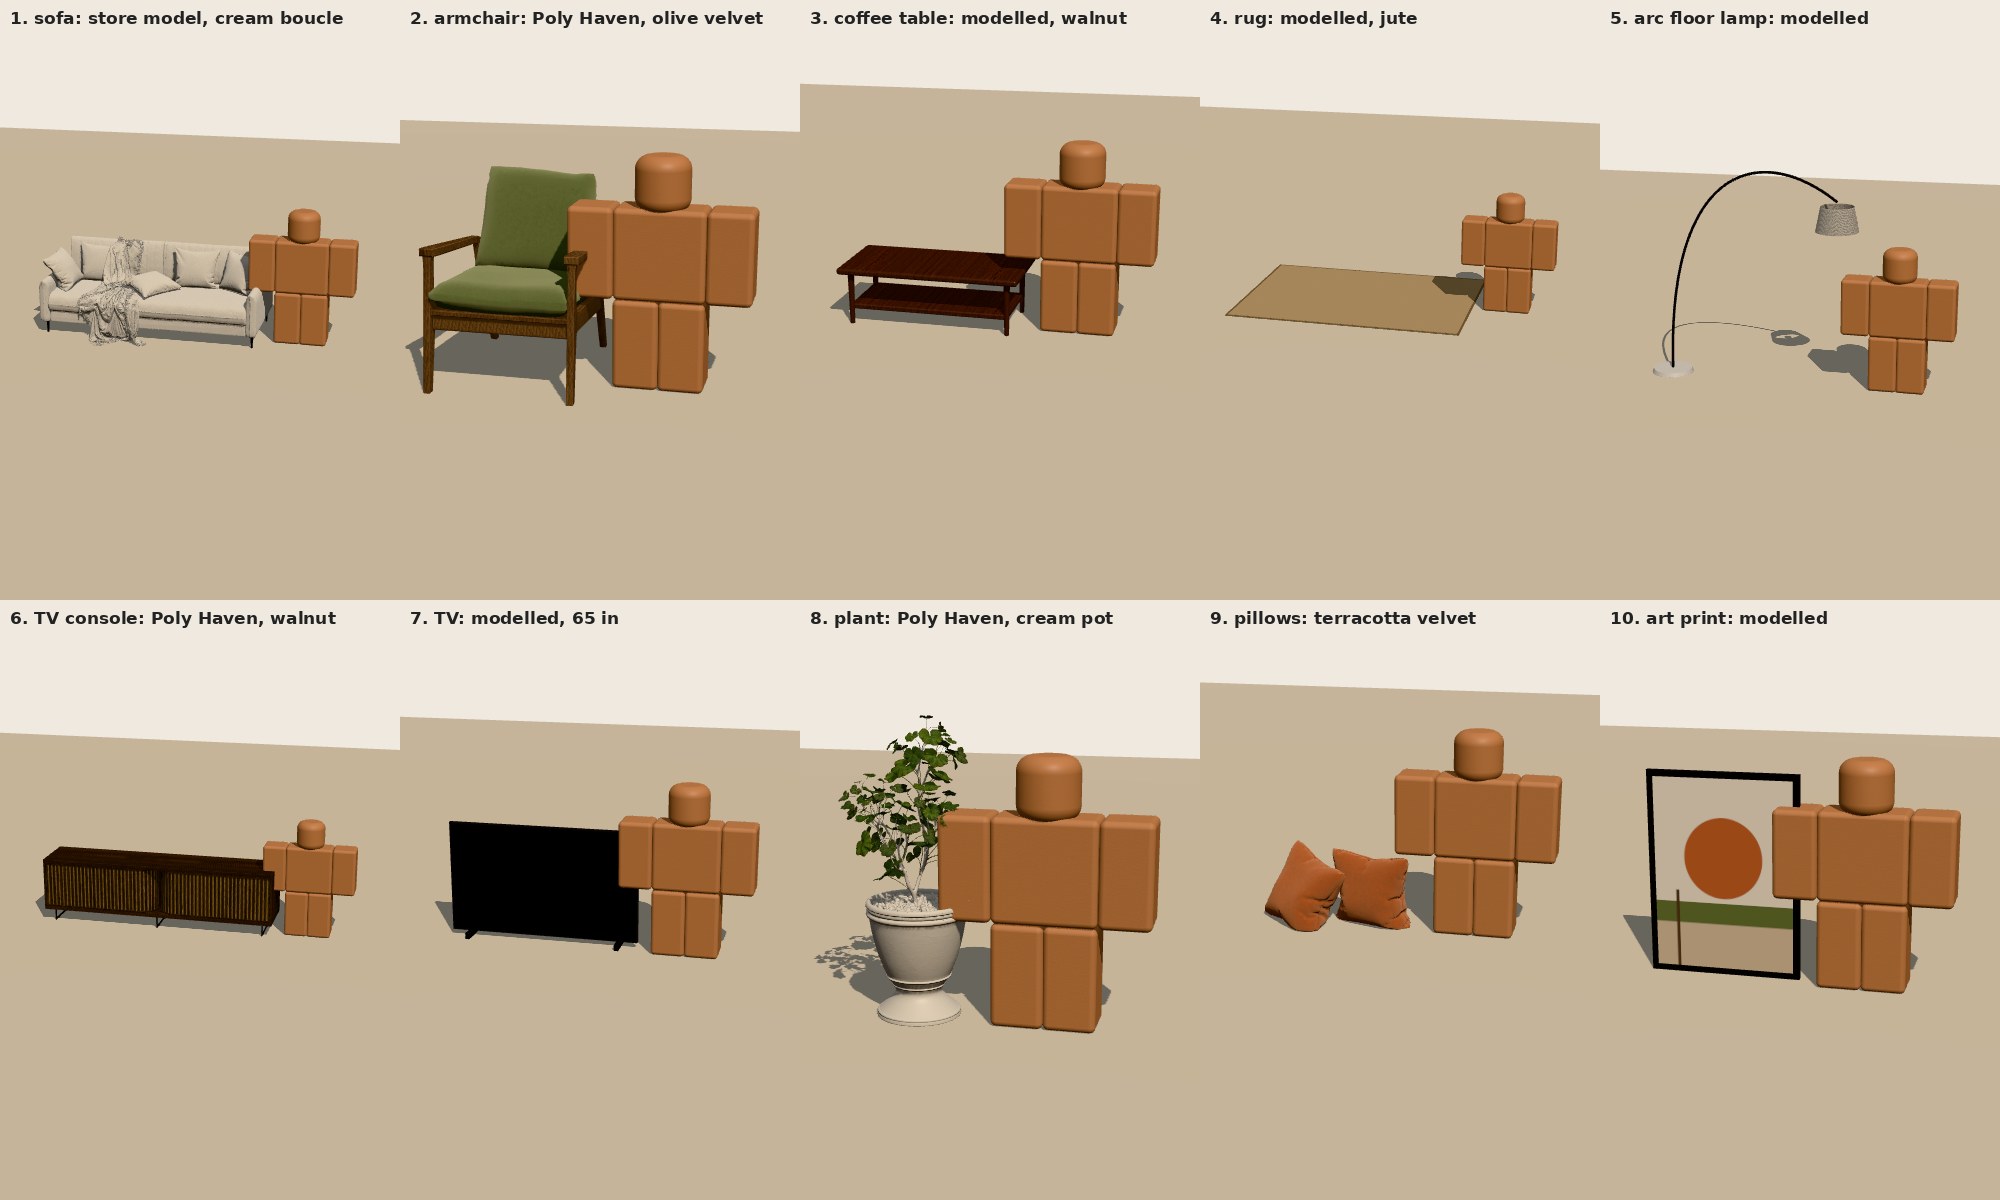 1. sofa: store model, cream boucle
2. armchair: Poly Haven, olive velvet
3. coffee table: modelled, walnut
4. rug: modelled, jute
5. arc floor lamp: modelled
6. TV console: Poly Haven, walnut
7. TV: modelled, 65 in
8. plant: Poly Haven, cream pot
9. pillows: terracotta velvet
10. art print: modelled